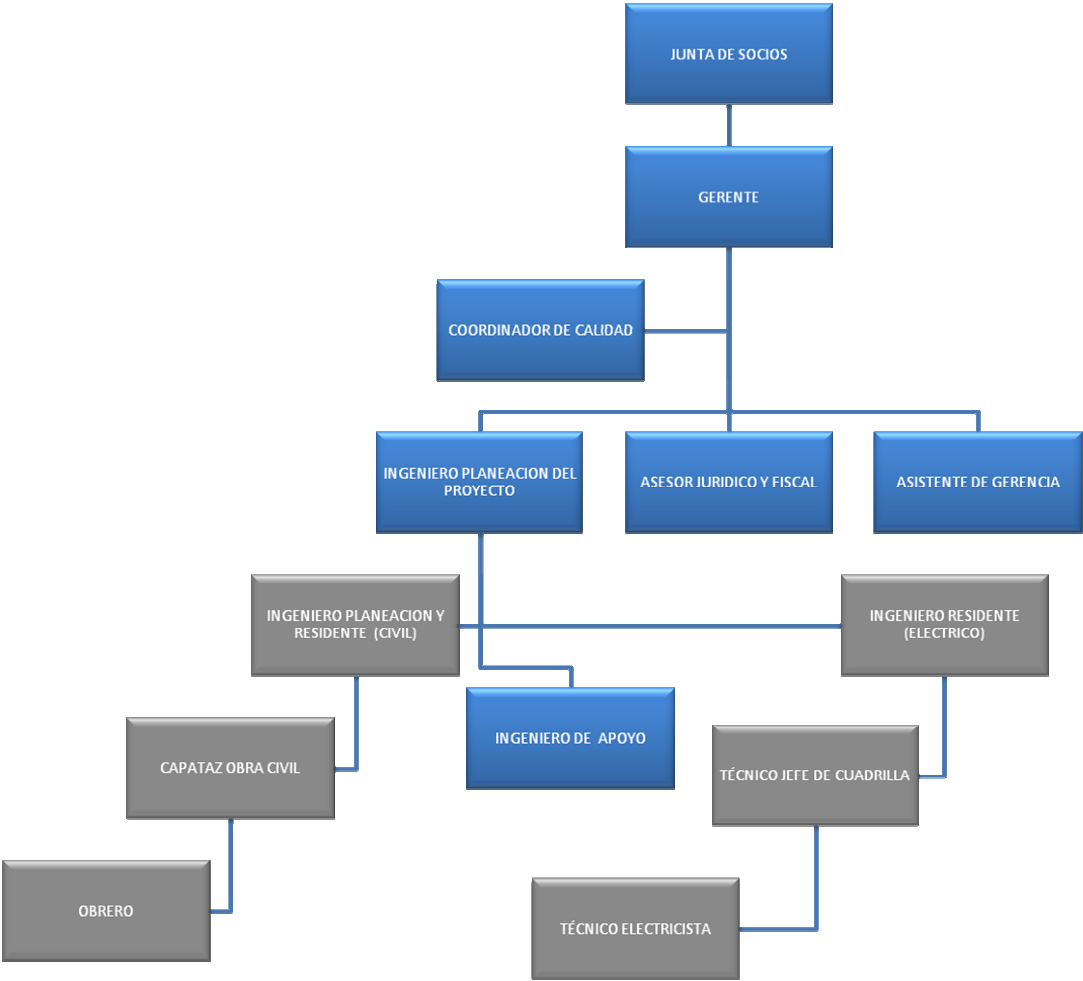 JUNTA DE SOCIOS
GERENTE
COORDINADOR DE CALIDAD
INGENIERO PLANEACION DEL
PROYECTO
ASESOR JURIDICO Y FISCAL
ASISTENTE DE GERENCIA
INGENIERO PLANEACION Y
RESIDENTE (CIVIL)
INGENIERO RESIDENTE
(ELECTRICO)
INGENIERO DE APOYO
CAPATAZ OBRA CIVIL
TÉCNICO JEFE DE CUADRILLA
OBRERO
TÉCNICO ELECTRICISTA